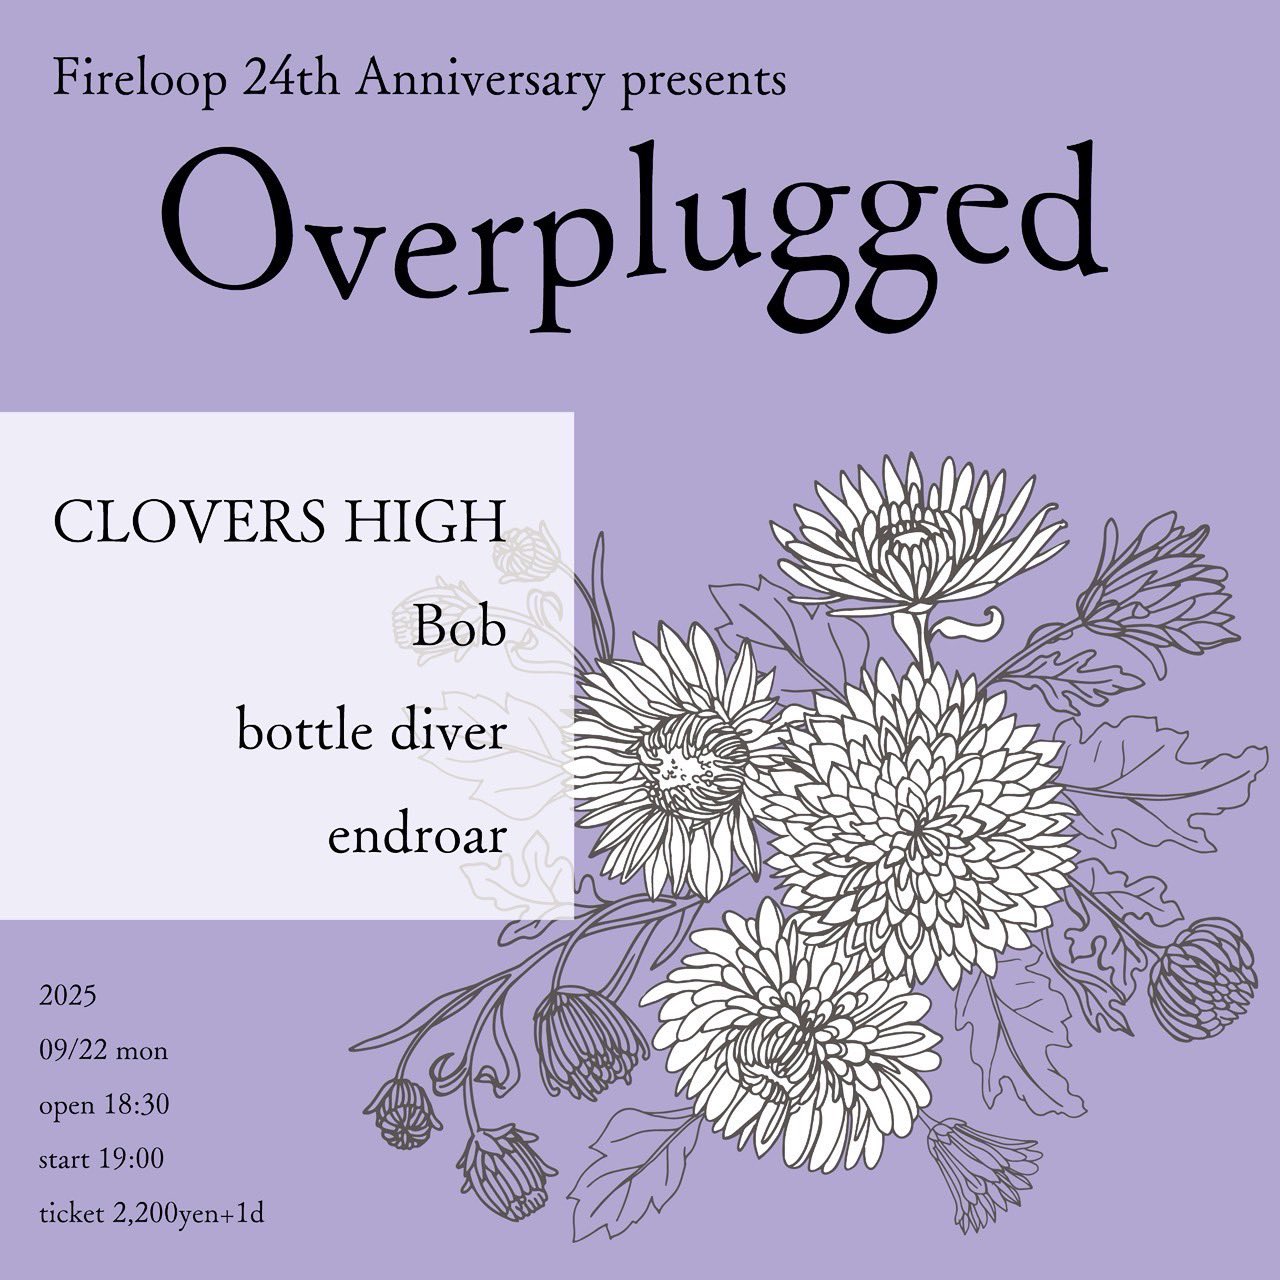 Fireloop 24th Anniversary presents
Overplugged
CLOVERS HIGH
Bob
bottle diver
endroar
2025
09/22 mon
open 18:30
start 19:00
ticket 2,200yen+1d